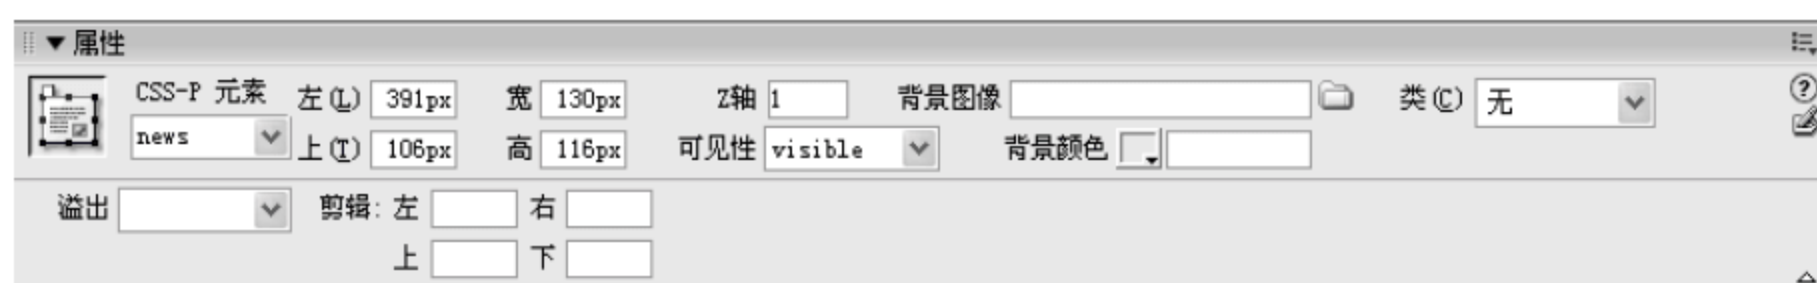 属性
CSS-P 元素 左(L) 391px 宽 130px Z轴 1 背景图像 类(C) 无
news 上(T) 106px 高 116px 可见性 visible 背景颜色
溢出 剪辑: 左 右
上 下